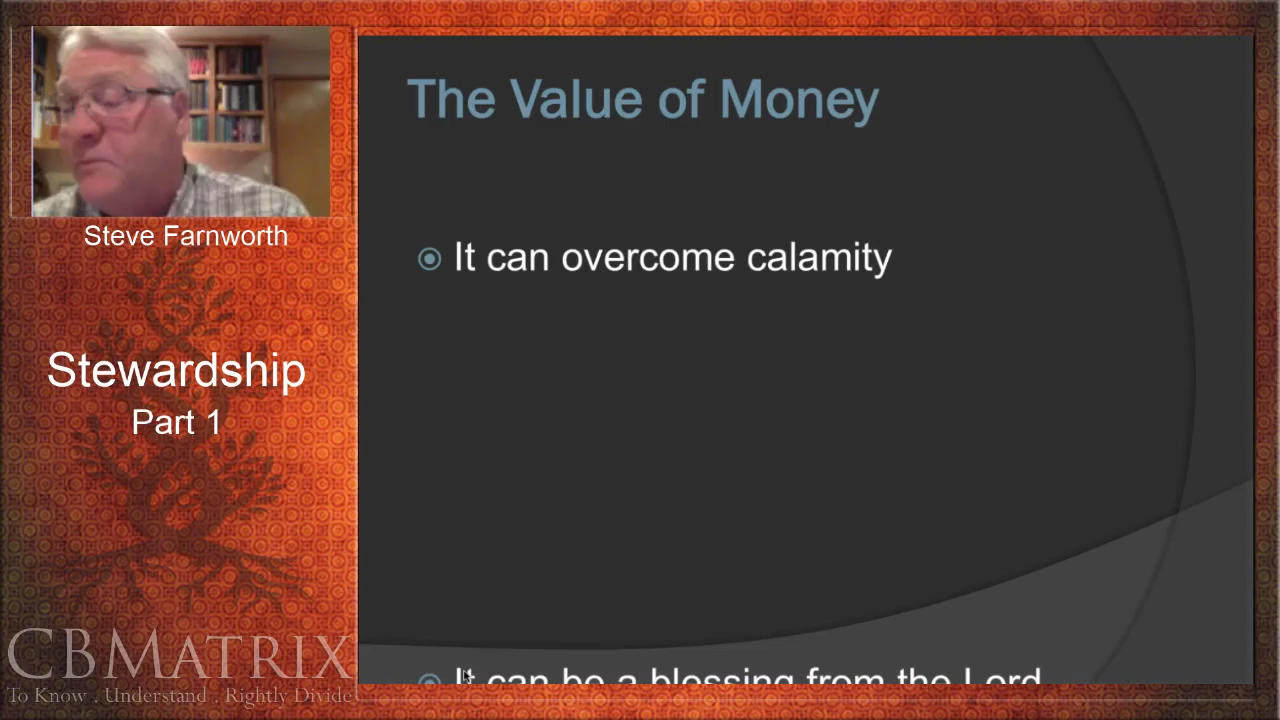 The Value of Money
It can overcome calamity
It can be a blessing from the Lord
Steve Farnworth
Stewardship
Part 1
CBMATRIX
To Know . Understand . Rightly Divide